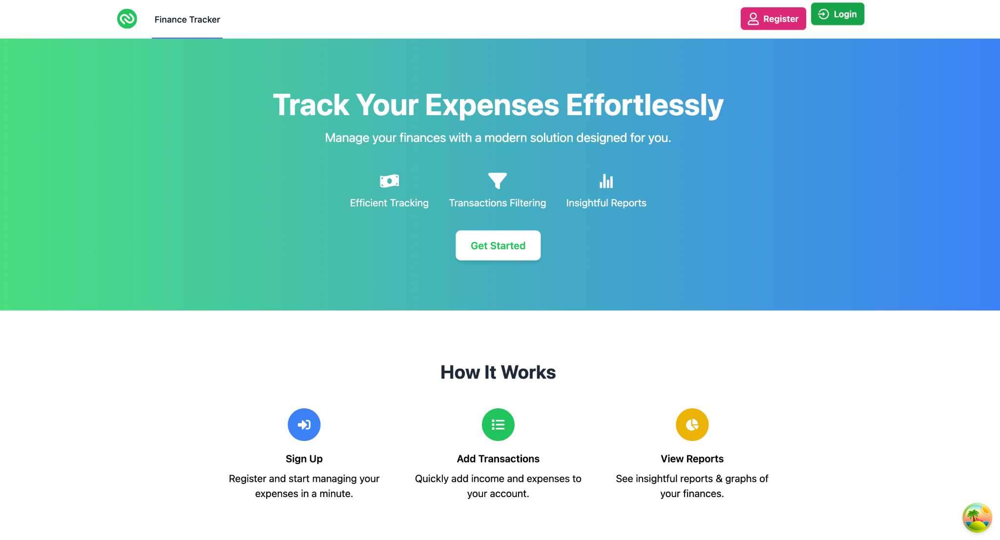 Finance Tracker
Register
Login
Track Your Expenses Effortlessly
Manage your finances with a modern solution designed for you.
Efficient Tracking
Transactions Filtering
Insightful Reports
Get Started
How It Works
Sign Up
Register and start managing your
expenses in a minute.
Add Transactions
Quickly add income and expenses to
your account.
View Reports
See insightful reports & graphs of
your finances.